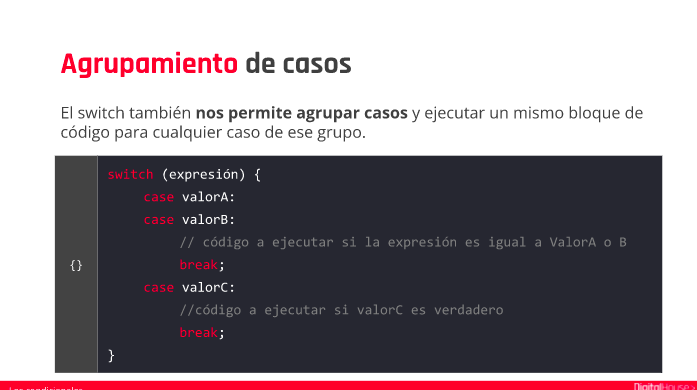 Agrupamiento de casos
El switch también nos permite agrupar casos y ejecutar un mismo bloque de
código para cualquier caso de ese grupo.
{}
switch (expresión) {
case valorA:
case valorB:
// código a ejecutar si la expresión es igual a ValorA o B
break;
case valorC:
//código a ejecutar si valorC es verdadero
break;
}
DigitalHouse >